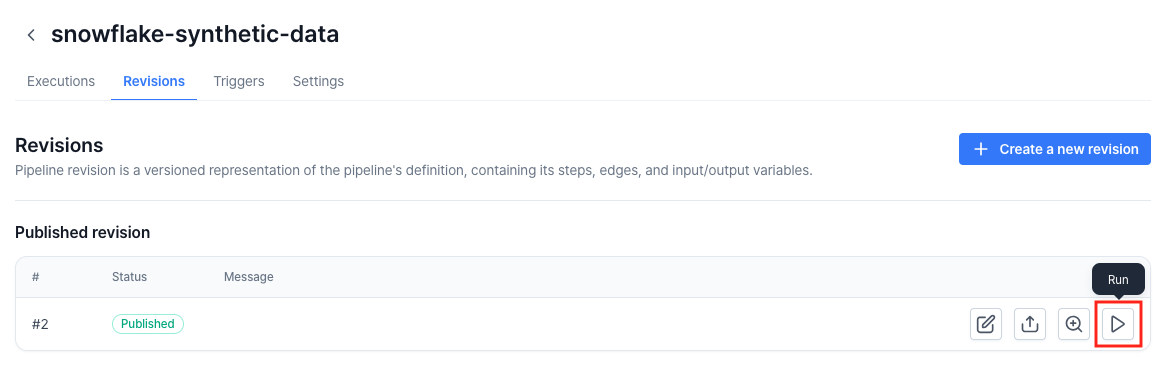 snowflake-synthetic-data
Executions Revisions Triggers Settings
Revisions
Create a new revision
Pipeline revision is a versioned representation of the pipeline's definition, containing its steps, edges, and input/output variables.
Published revision
# Status Message
Run
#2 Published